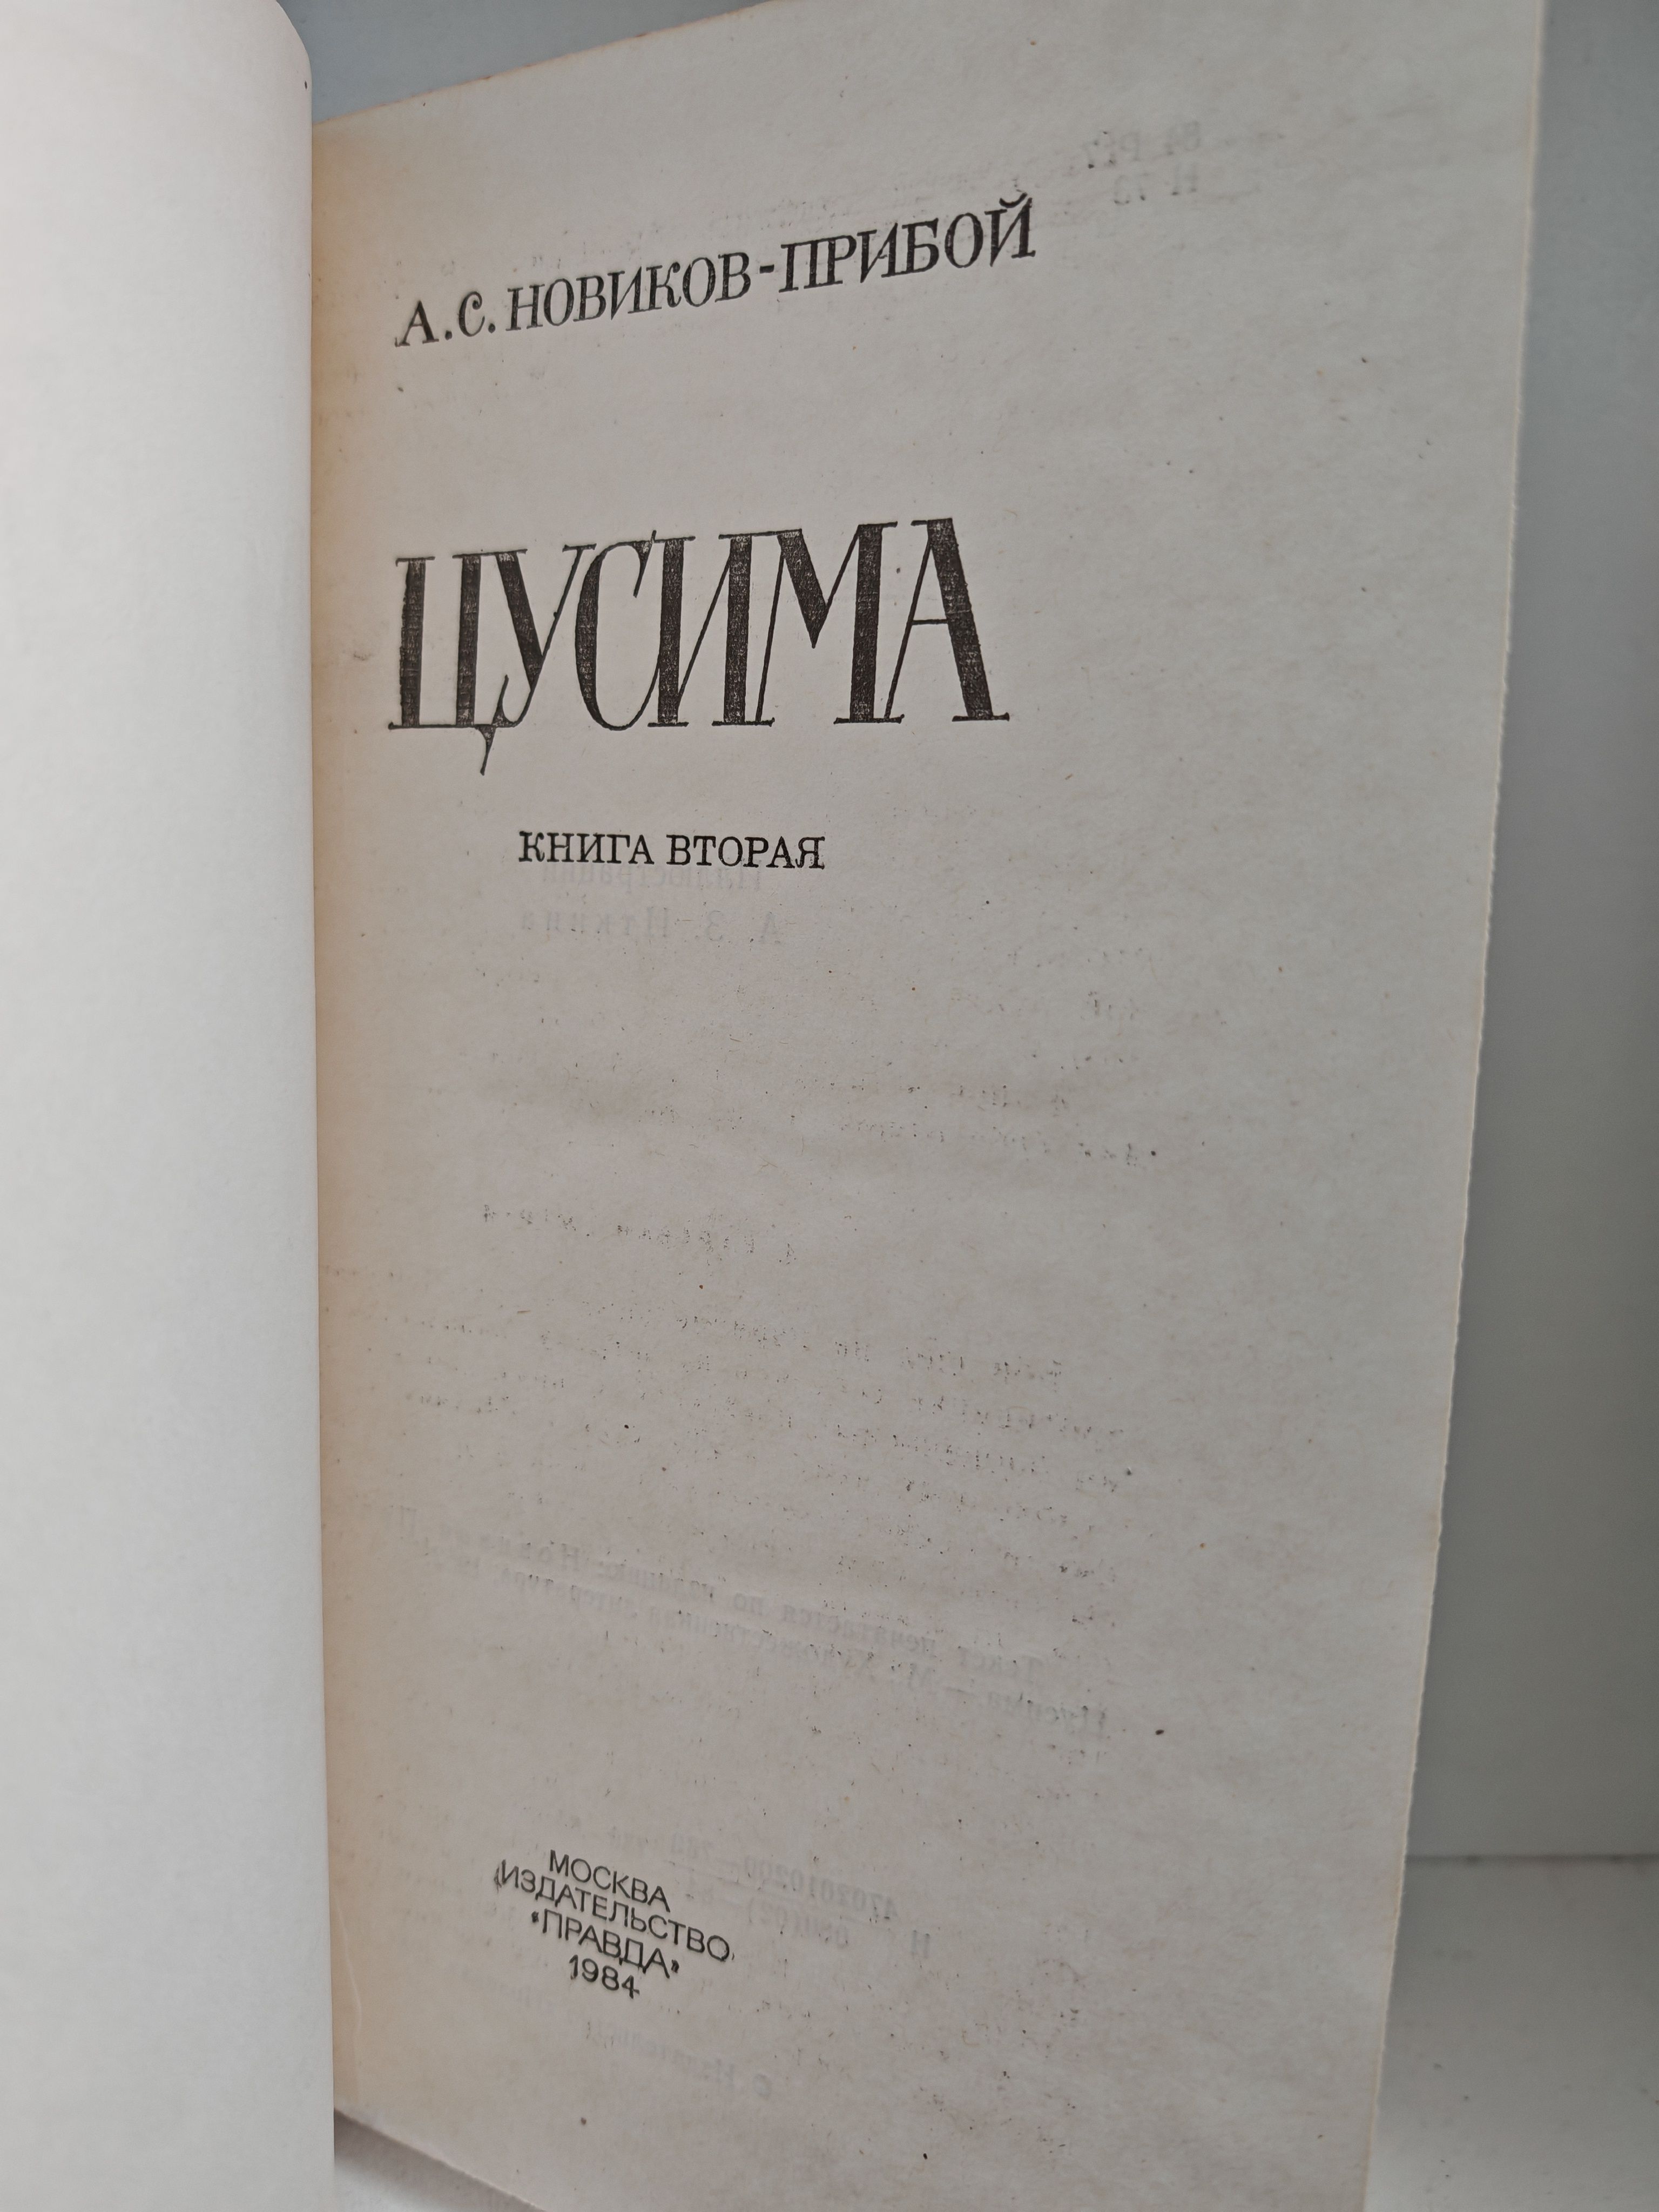 А.С. НОВИКОВ-ПРИБОЙ
ЦУСИМА
КНИГА ВТОРАЯ
МОСКВА
ИЗДАТЕЛЬСТВО
«ПРАВДА»
1984